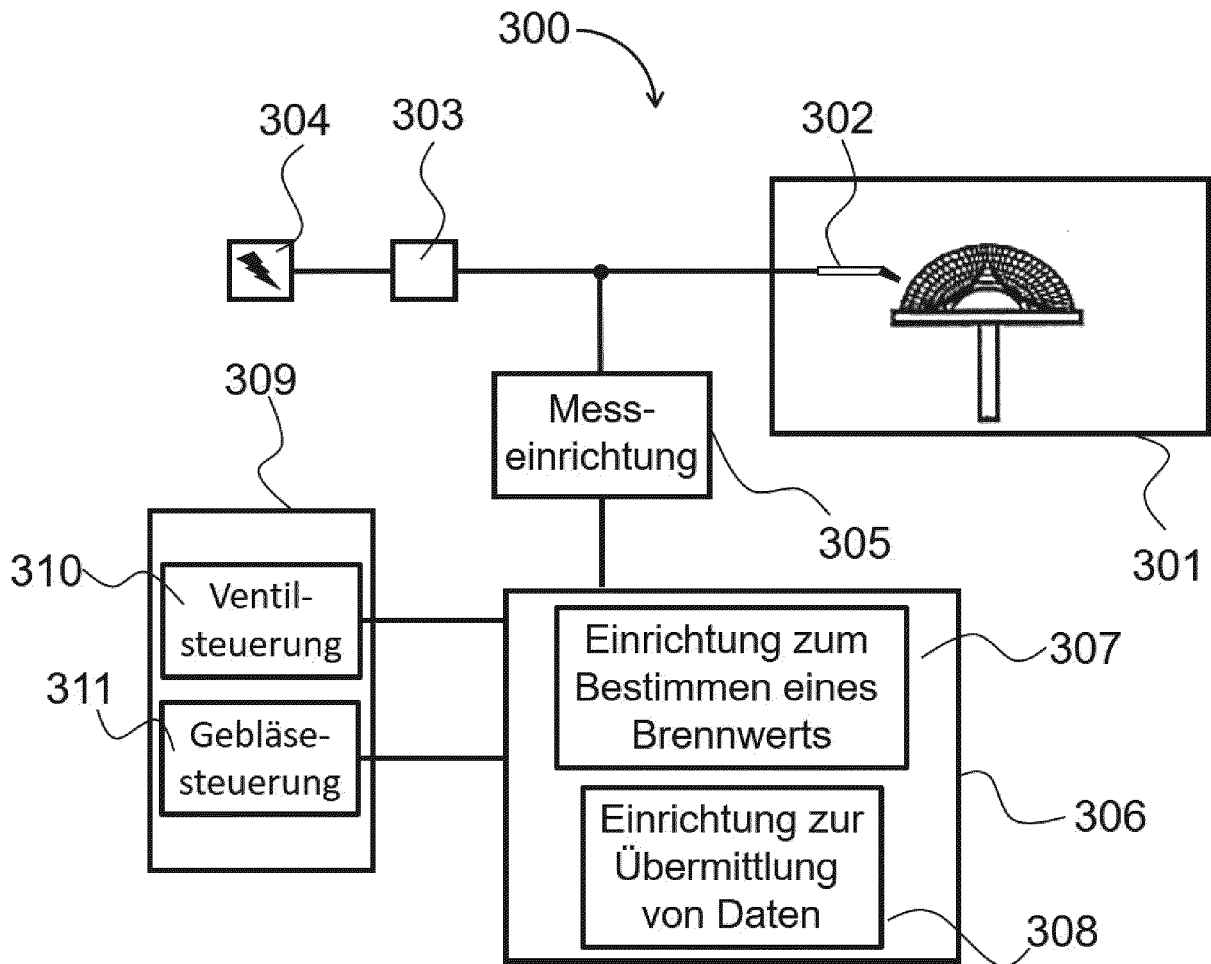 300
304
303
302
309
Mess-
einrichtung
305
301
310
Ventil-
steuerung
Einrichtung zum
Bestimmen eines
Brennwerts
307
311
Gebläse-
steuerung
306
Einrichtung zur
Übermittlung
von Daten
308